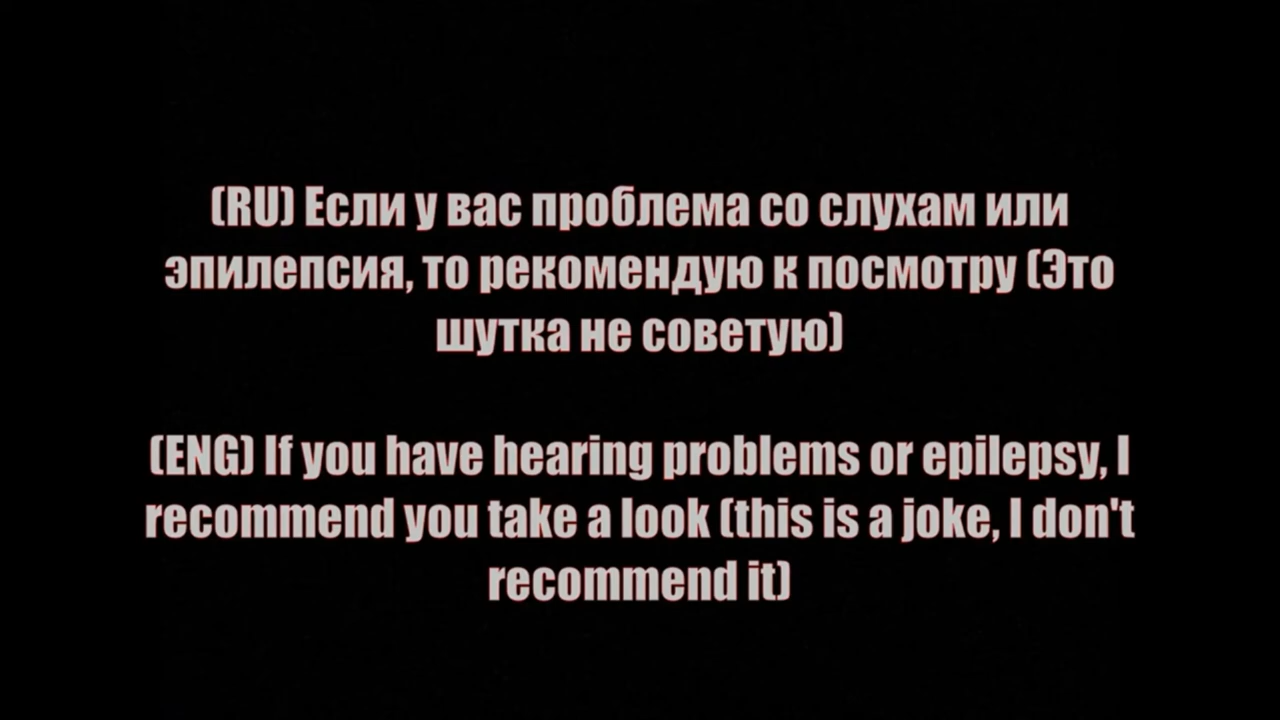 (RU) Если у вас проблема со слухам или
эпилепсия, то рекомендую к посмотру (Это
шутка не советую)
(ENG) If you have hearing problems or epilepsy, I
recommend you take a look (this is a joke, I don't
recommend it)